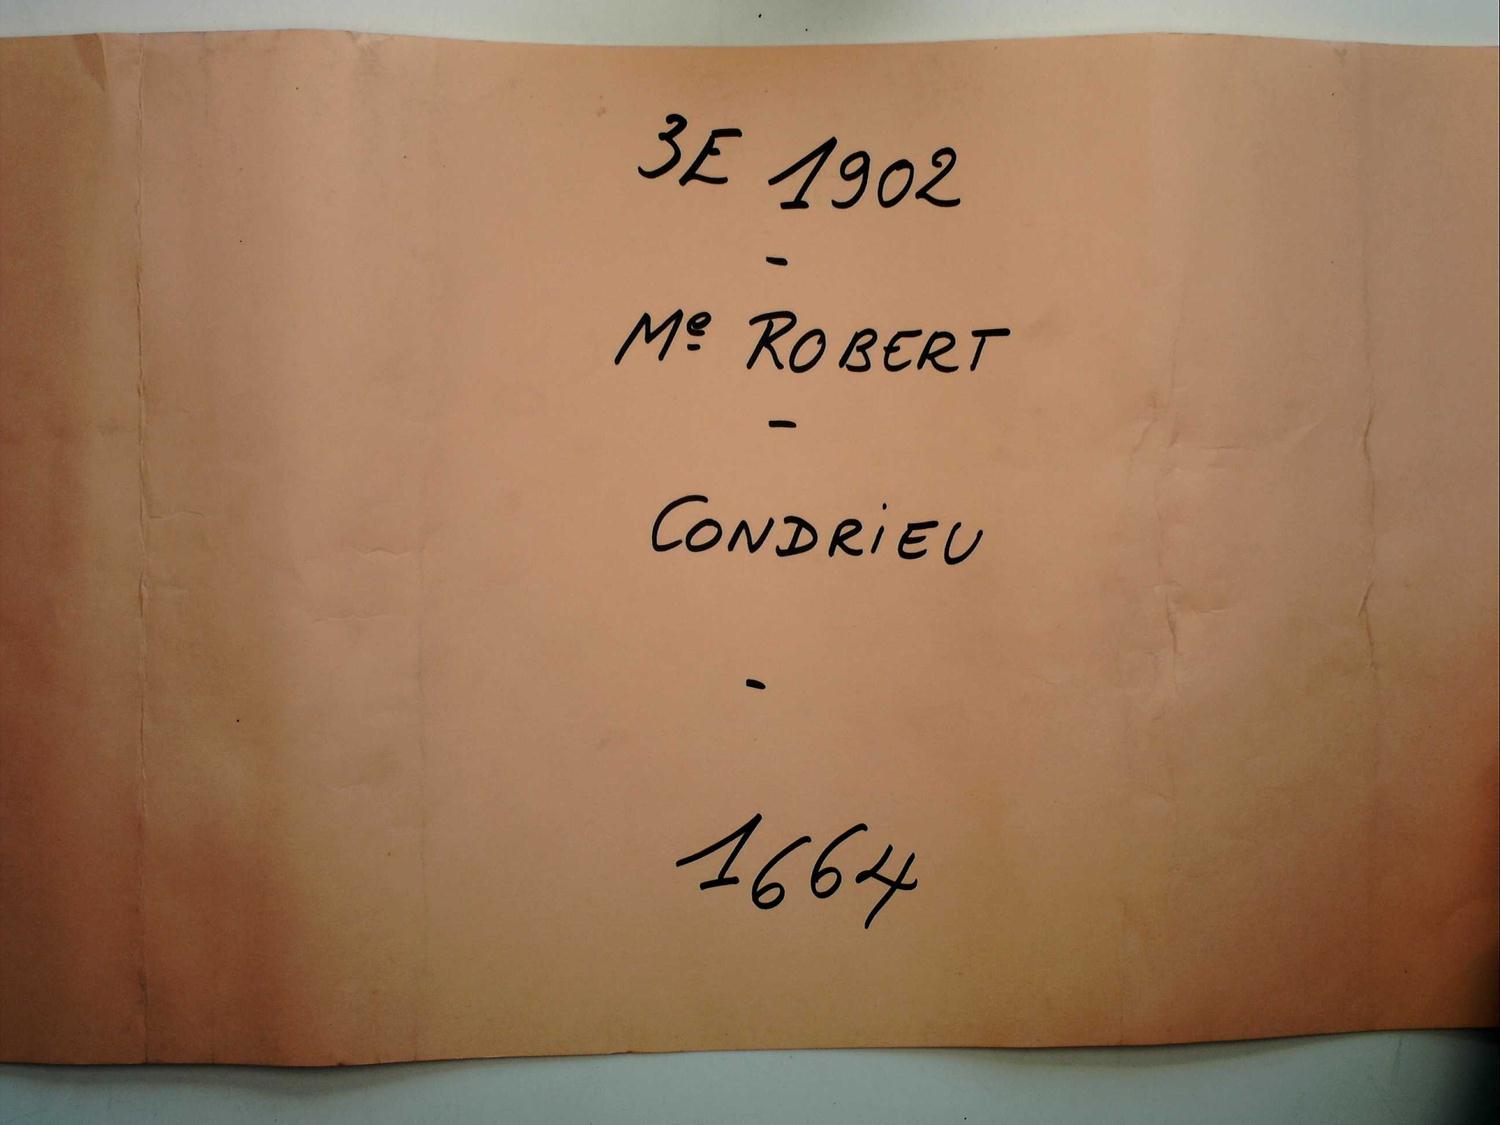 3E 1902
-
Me ROBERT
-
CONDRiEU
-
1664